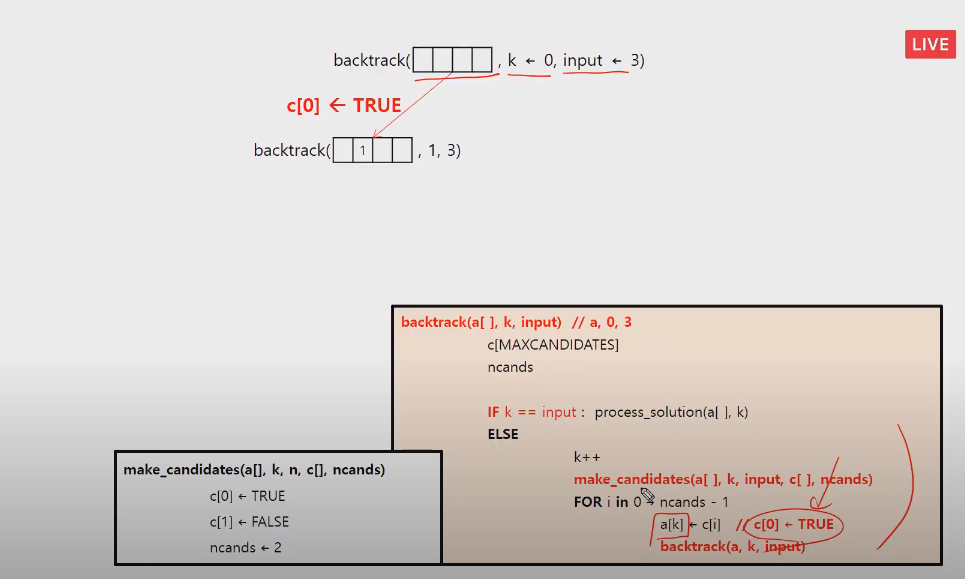 LIVE
backtrack( , k ← 0, input ← 3)
c[0] ← TRUE
backtrack( 1 , 1, 3)
backtrack(a[ ], k, input) // a, 0, 3
c[MAXCANDIDATES]
ncands
IF k == input : process_solution(a[ ], k)
ELSE
k++
make_candidates(a[ ], k, input, c[ ], ncands)
FOR i in 0 → ncands - 1
a[k] ← c[i] // c[0] ← TRUE
backtrack(a, k, input)
make_candidates(a[], k, n, c[], ncands)
c[0] ← TRUE
c[1] ← FALSE
ncands ← 2